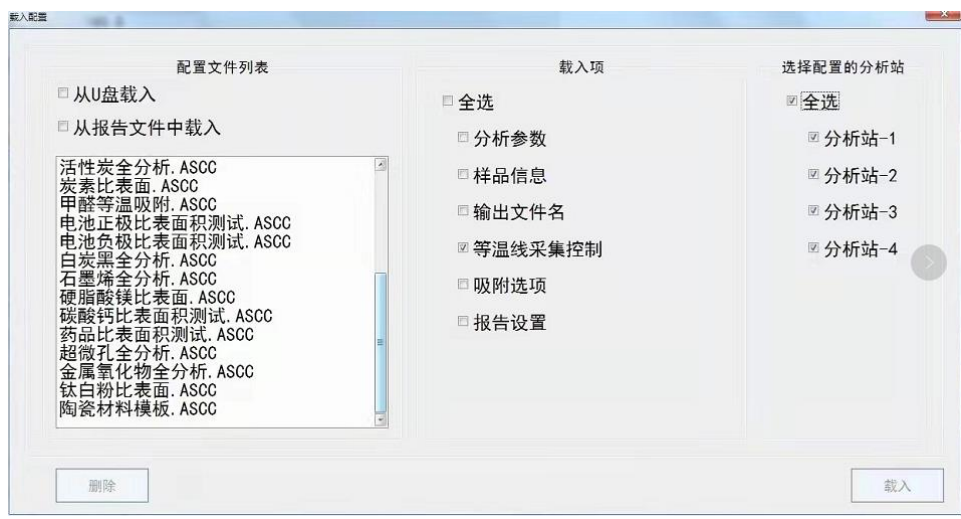 载入配置
配置文件列表
从U盘载入
从报告文件中载入
活性炭全分析.ASCC
炭素比表面.ASCC
甲醛等温吸附.ASCC
电池正极比表面积测试.ASCC
电池负极比表面积测试.ASCC
白炭黑全分析.ASCC
石墨烯全分析.ASCC
硬脂酸镁比表面.ASCC
碳酸钙比表面积测试.ASCC
药品比表面积测试.ASCC
超微孔全分析.ASCC
金属氧化物全分析.ASCC
钛白粉比表面.ASCC
陶瓷材料模板.ASCC
载入项
全选
分析参数
样品信息
输出文件名
等温线采集控制
吸附选项
报告设置
选择配置的分析站
全选
分析站-1
分析站-2
分析站-3
分析站-4
删除
载入